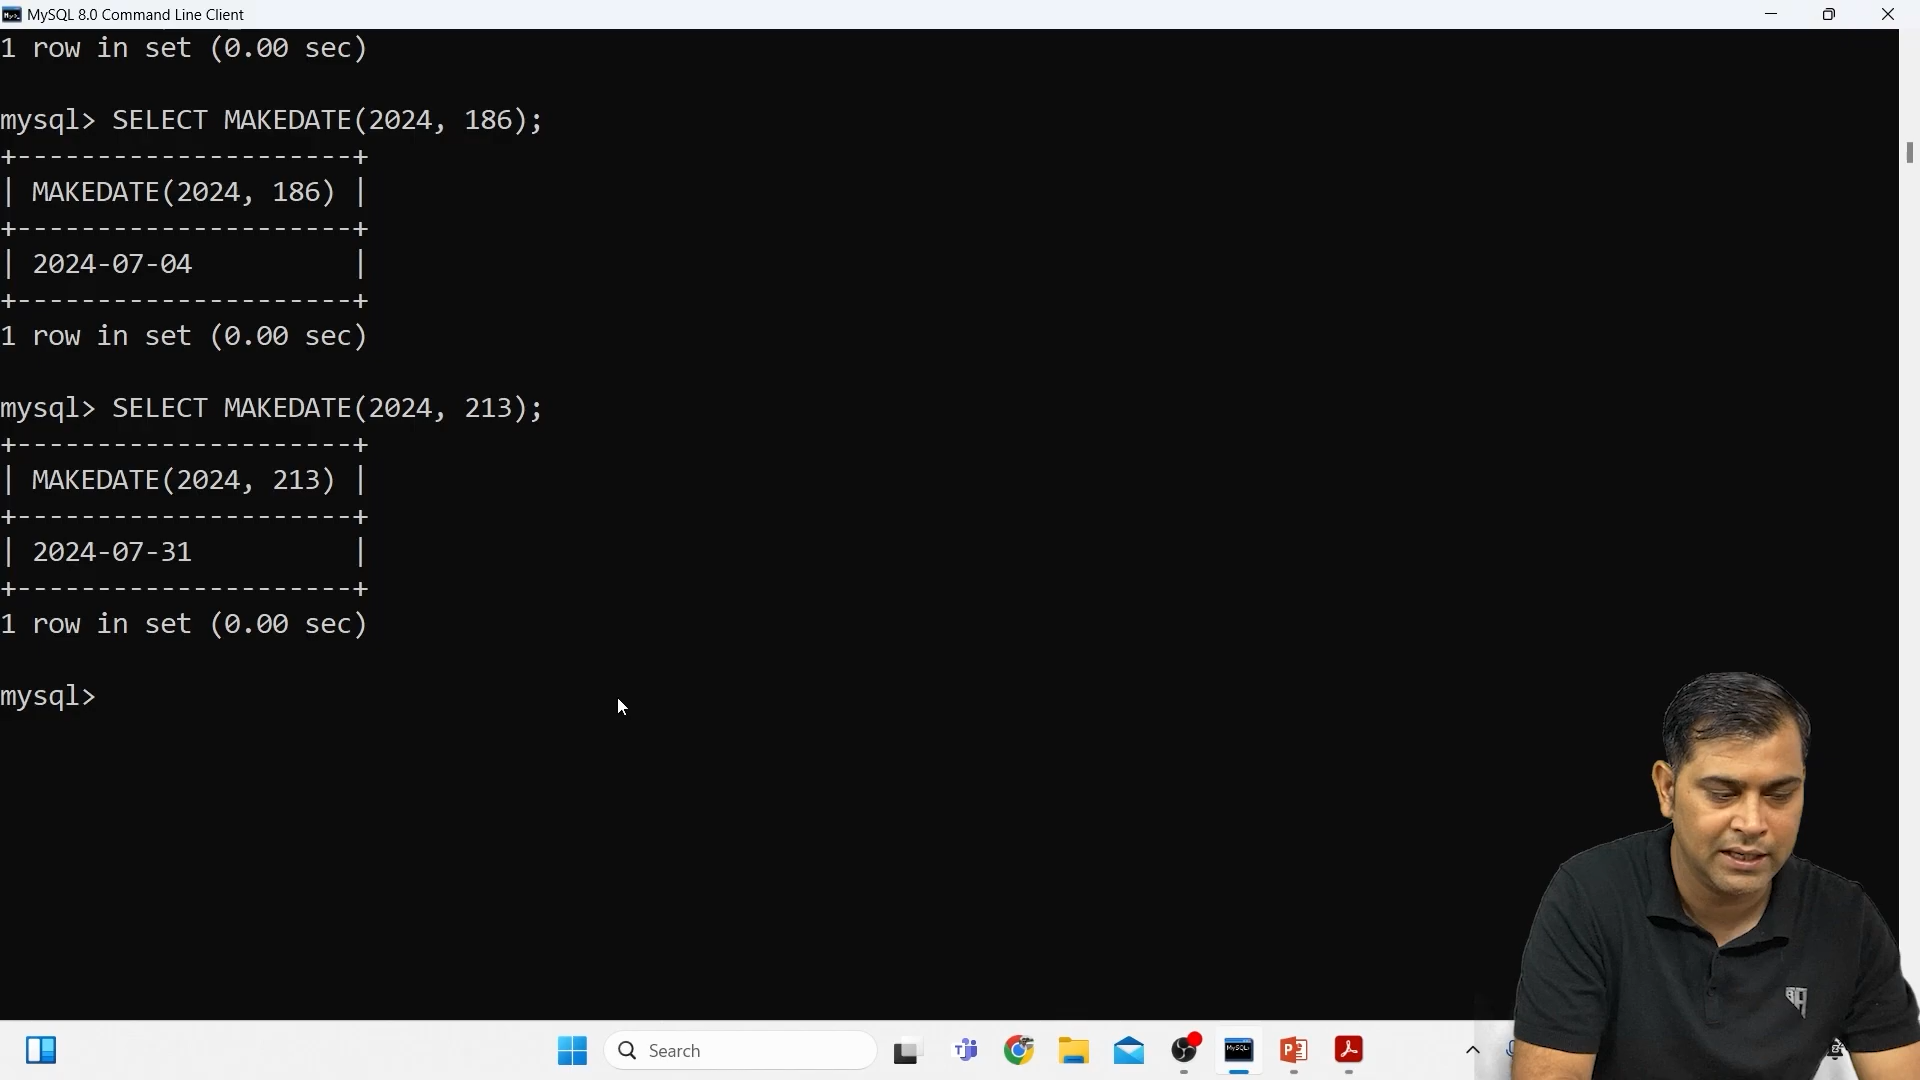 MySQL 8.0 Command Line Client
1 row in set (0.00 sec)
mysql> SELECT MAKEDATE(2024, 186);
+---------------------+
| MAKEDATE(2024, 186) |
+---------------------+
| 2024-07-04          |
+---------------------+
1 row in set (0.00 sec)
mysql> SELECT MAKEDATE(2024, 213);
+---------------------+
| MAKEDATE(2024, 213) |
+---------------------+
| 2024-07-31          |
+---------------------+
1 row in set (0.00 sec)
mysql>
Search